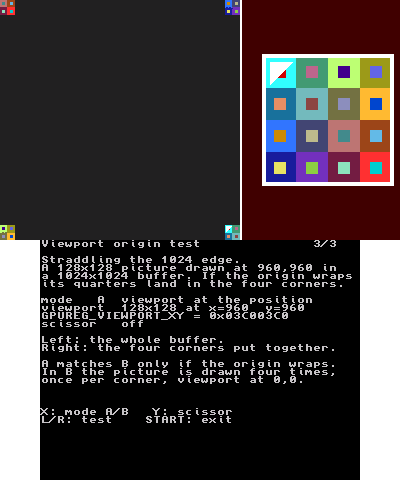 Viewport origin test 3/3
Straddling the 1024 edge.
A 128x128 picture drawn at 960,960 in
a 1024x1024 buffer. If the origin wraps
its quarters land in the four corners.
mode A viewport at the position
viewport 128x128 at x=960 y=960
GPUREG_VIEWPORT_XY = 0x03C003C0
scissor off
Left: the whole buffer.
Right: the four corners put together.
A matches B only if the origin wraps.
In B the picture is drawn four times,
once per corner, viewport at 0,0.
X: mode A/B Y: scissor
L/R: test START: exit